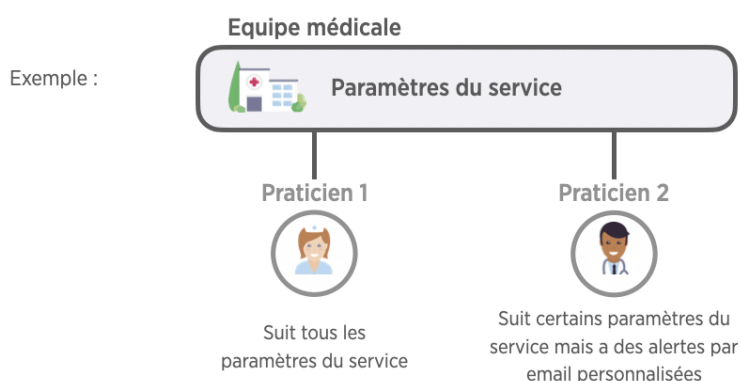 Equipe médicale
Exemple :
Paramètres du service
Praticien 1
Praticien 2
Suit tous les
paramètres du service
Suit certains paramètres du
service mais a des alertes par
email personnalisées